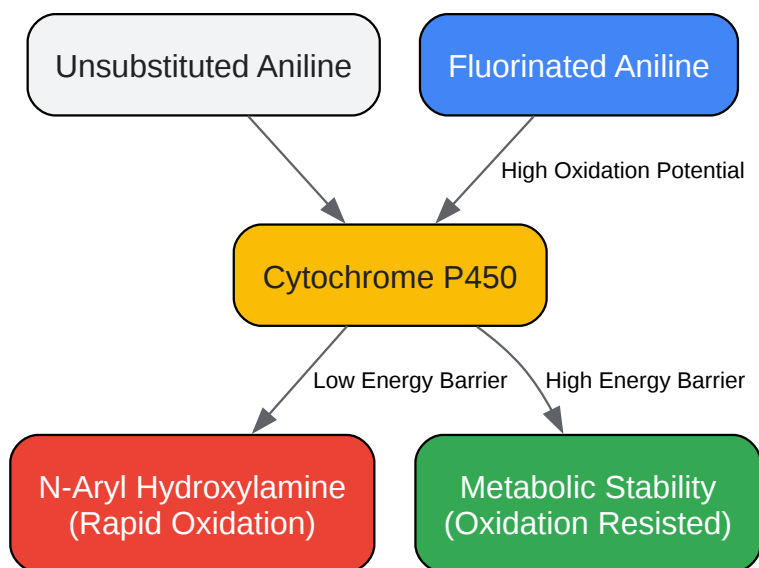 Unsubstituted Aniline
Fluorinated Aniline
High Oxidation Potential
Cytochrome P450
Low Energy Barrier
High Energy Barrier
N-Aryl Hydroxylamine
(Rapid Oxidation)
Metabolic Stability
(Oxidation Resisted)